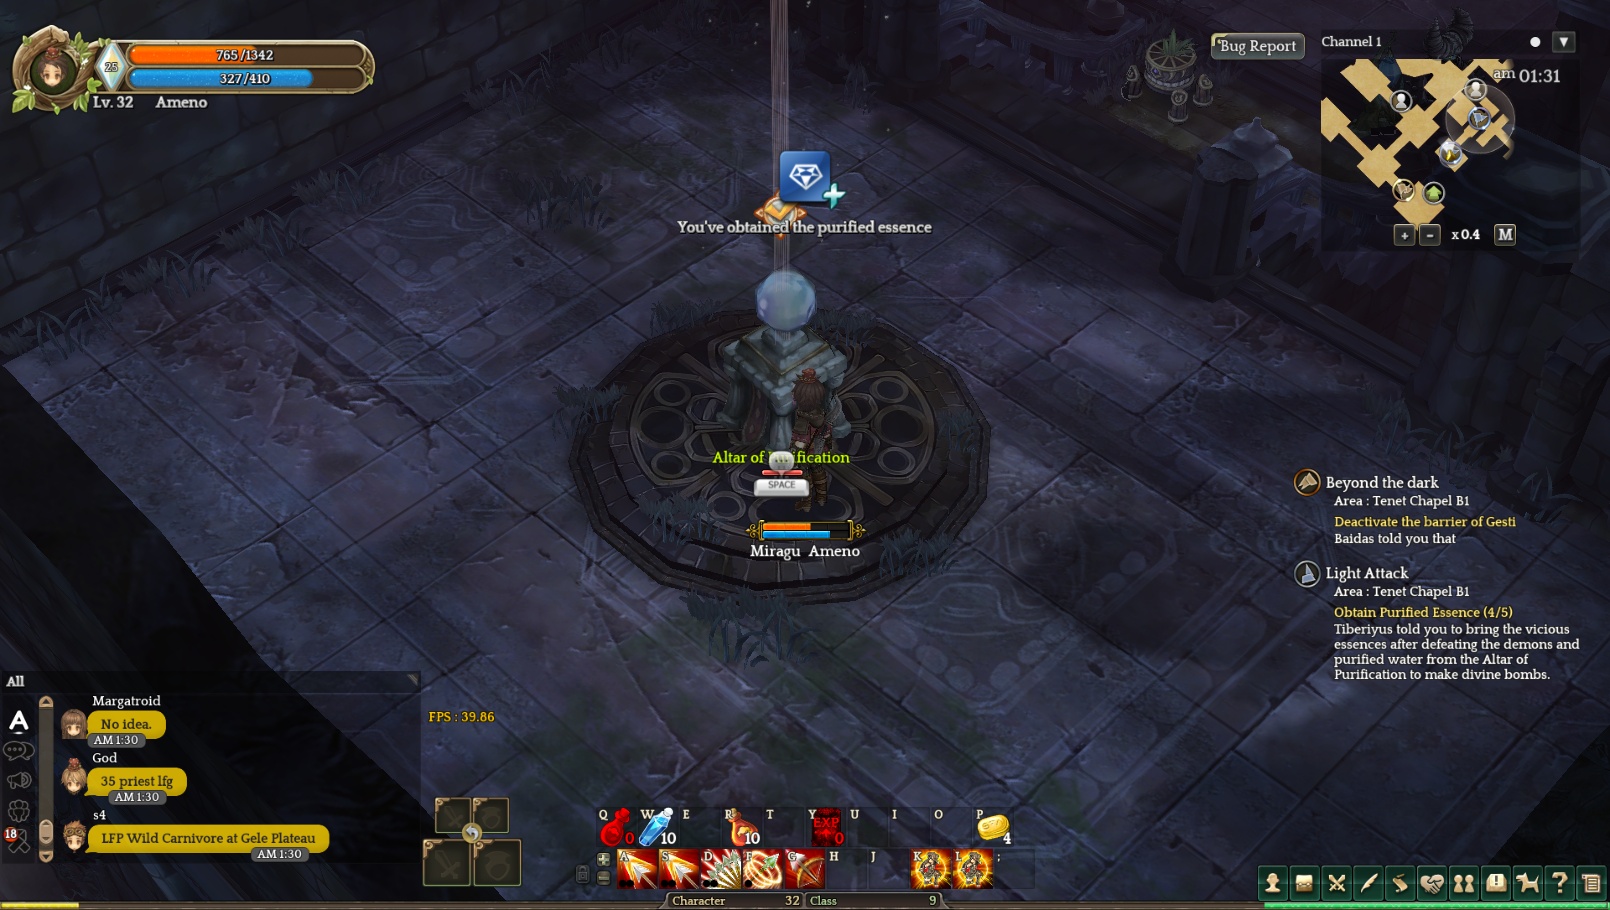 765/1342
25
327/410
Lv. 32 Ameno
Bug Report
Channel 1
am 01:31
+ - x 0.4 M
You've obtained the purified essence
Altar of
ification
SPACE
Miragu Ameno
Beyond the dark
Area : Tenet Chapel B1
Deactivate the barrier of Gesti
Baidas told you that
Light Attack
Area : Tenet Chapel B1
Obtain Purified Essence (4/5)
Tiberiyus told you to bring the vicious
essences after defeating the demons and
purified water from the Altar of
Purification to make divine bombs.
All
Margatroid
No idea.
AM 1:30
God
35 priest lfg
AM 1:30
s4
LFP Wild Carnivore at Gele Plateau
AM 1:30
A
18
FPS : 39.86
Q W E R T Y U I O P
EXP
0 10 10 0 4
A S D F G H J K L ;
Character 32 Class 9